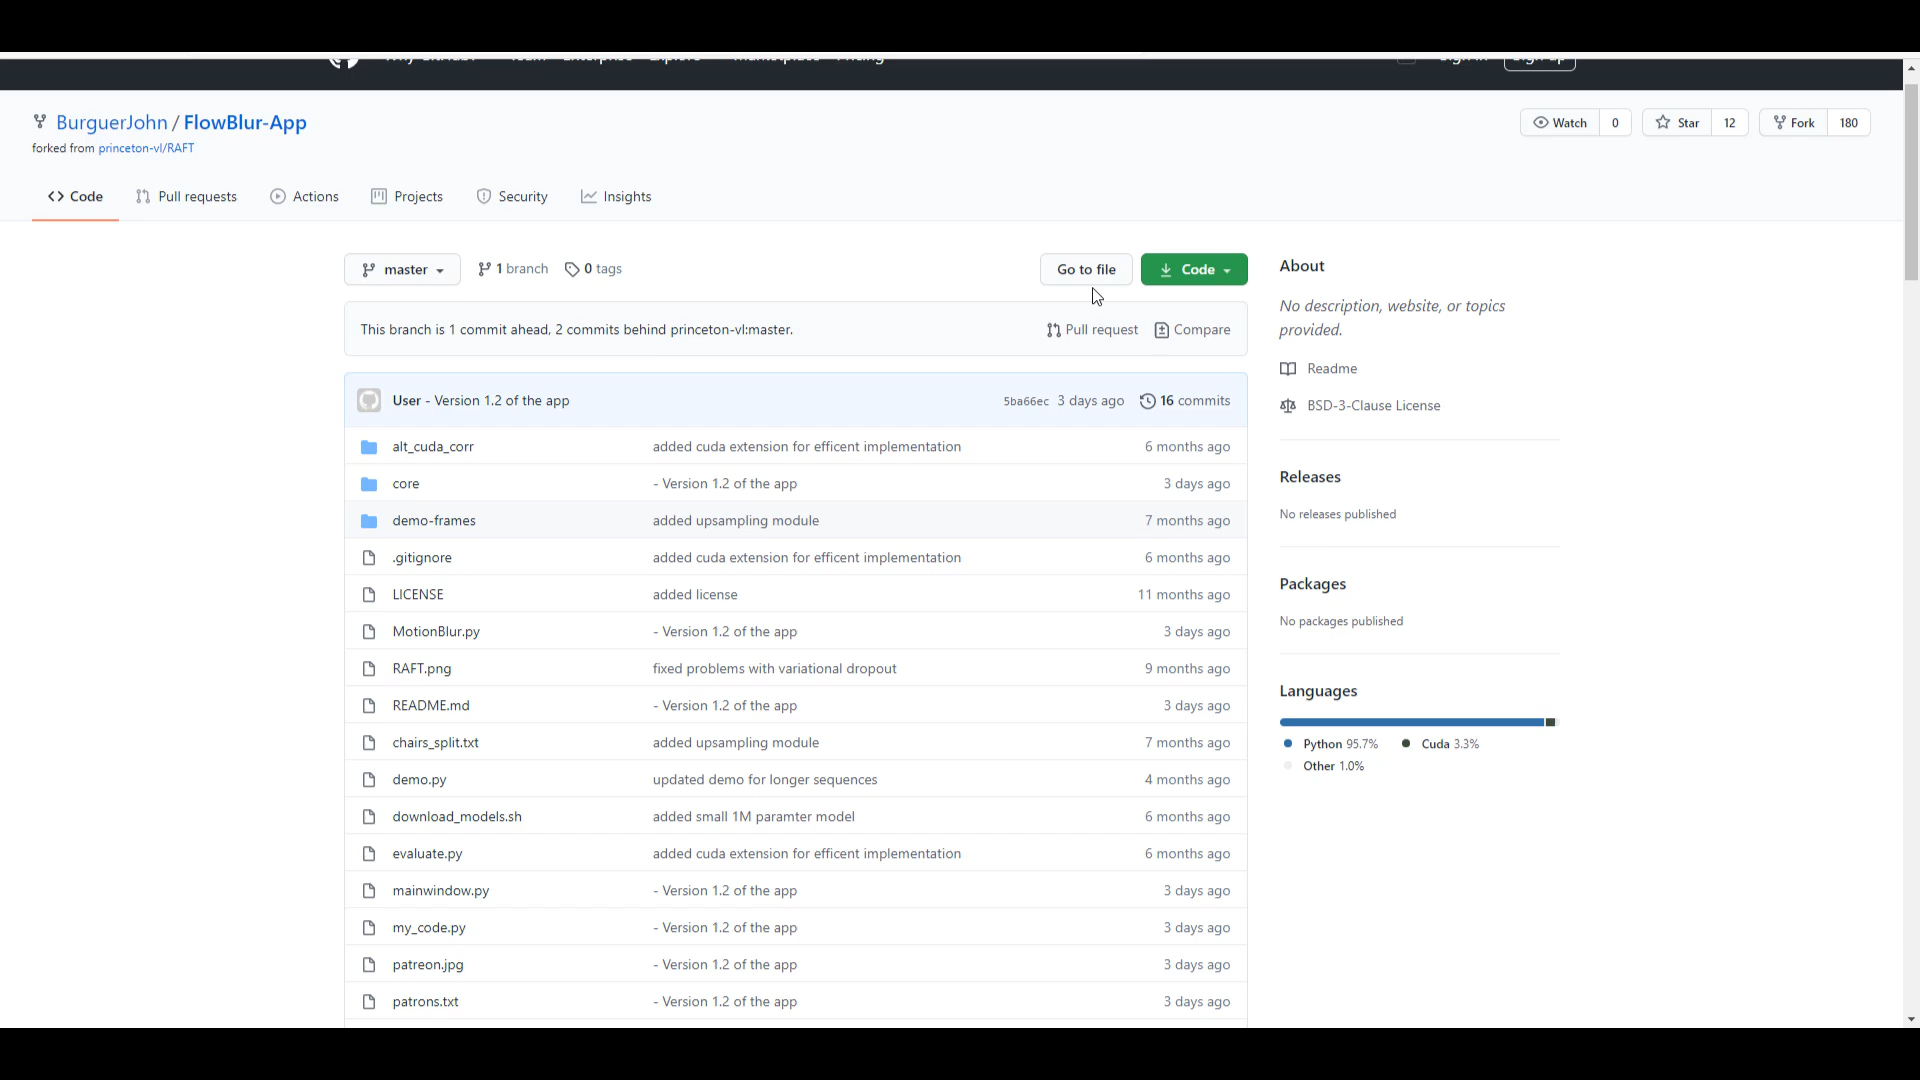 Why GitHub? Team Enterprise Explore Marketplace Pricing Sign in Sign up
BurguerJohn / FlowBlur-App
forked from princeton-vl/RAFT
Watch 0 Star 12 Fork 180
Code Pull requests Actions Projects Security Insights
master 1 branch 0 tags Go to file Code
This branch is 1 commit ahead, 2 commits behind princeton-vl:master. Pull request Compare
User - Version 1.2 of the app 5ba66ec 3 days ago 16 commits
alt_cuda_corr added cuda extension for efficent implementation 6 months ago
core - Version 1.2 of the app 3 days ago
demo-frames added upsampling module 7 months ago
.gitignore added cuda extension for efficent implementation 6 months ago
LICENSE added license 11 months ago
MotionBlur.py - Version 1.2 of the app 3 days ago
RAFT.png fixed problems with variational dropout 9 months ago
README.md - Version 1.2 of the app 3 days ago
chairs_split.txt added upsampling module 7 months ago
demo.py updated demo for longer sequences 4 months ago
download_models.sh added small 1M paramter model 6 months ago
evaluate.py added cuda extension for efficent implementation 6 months ago
mainwindow.py - Version 1.2 of the app 3 days ago
my_code.py - Version 1.2 of the app 3 days ago
patreon.jpg - Version 1.2 of the app 3 days ago
patrons.txt - Version 1.2 of the app 3 days ago
About
No description, website, or topics
provided.
Readme
BSD-3-Clause License
Releases
No releases published
Packages
No packages published
Languages
Python 95.7% Cuda 3.3%
Other 1.0%